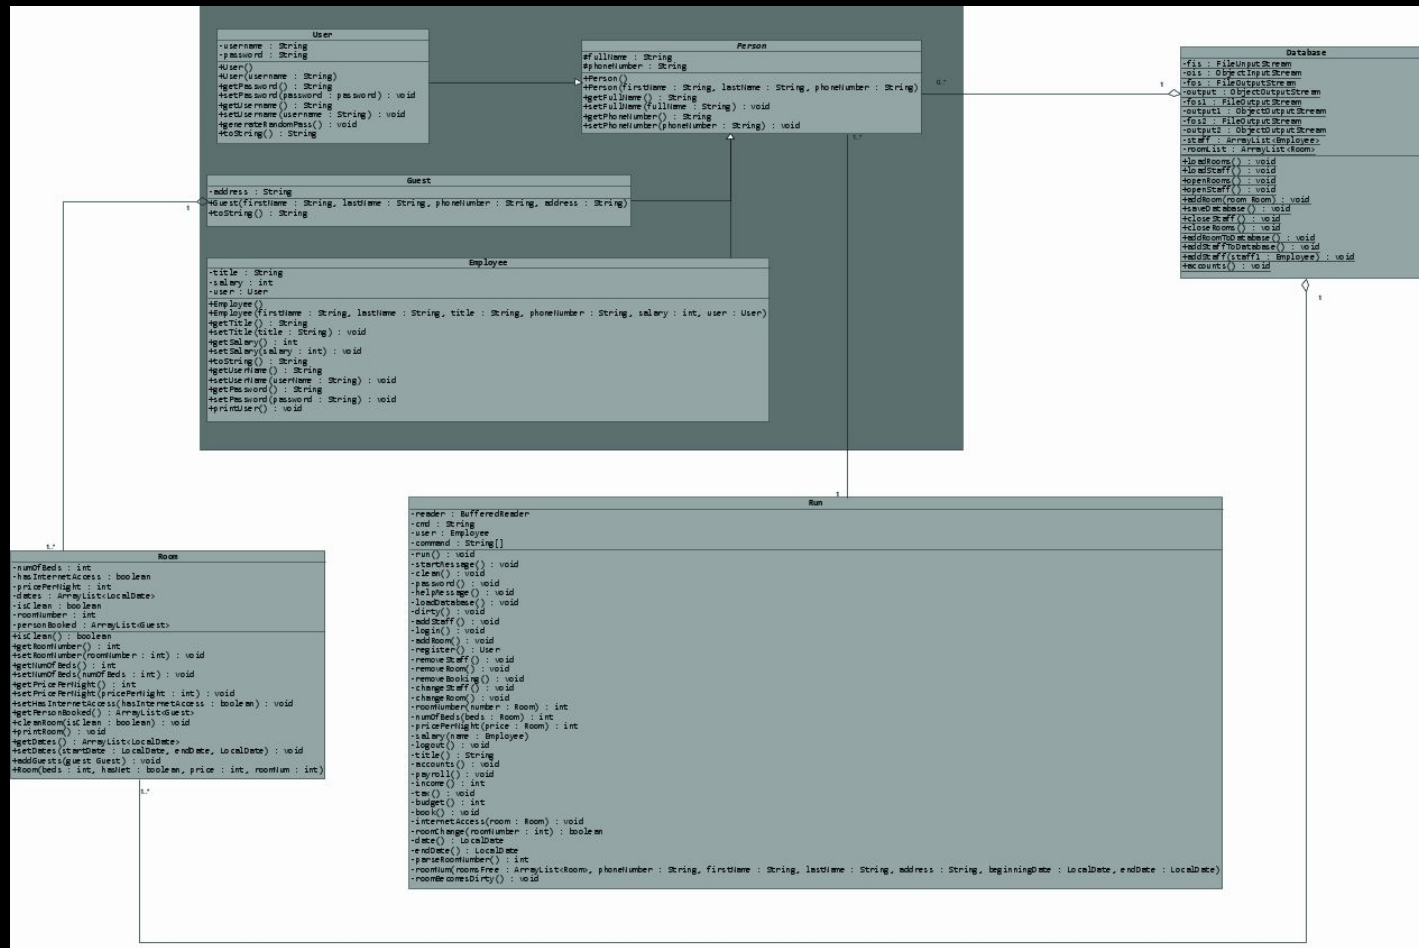 User
-username : String
-password : String
+User()
+User(username : String)
+getPassword() : String
+setPassword(password : password) : void
+getUsername() : String
+setUsername(username : String) : void
+generateRandomPass() : void
+toString() : String
Person
#fullName : String
#phoneNumber : String
+Person()
+Person(firstName : String, lastName : String, phoneNumber : String)
+getFullName() : String
+setFullName(fullName : String) : void
+getPhoneNumber() : String
+setPhoneNumber(phoneNumber : String) : void
0..*
1
1..*
Database
-fis : FileInputStream
-ois : ObjectInputStream
-fos : FileOutputStream
-output : ObjectOutputStream
-fos1 : FileOutputStream
-output1 : ObjectOutputStream
-fos2 : FileOutputStream
-output2 : ObjectOutputStream
-staff : ArrayList<Employee>
-roomList : ArrayList<Room>
+loadRooms() : void
+loadStaff() : void
+openRooms() : void
+openStaff() : void
+addRoom(room Room) : void
+saveDatabase() : void
+closeStaff() : void
+closeRooms() : void
+addRoomToDatabase() : void
+addStaffToDatabase() : void
+addStaff(staff1 : Employee) : void
+accounts() : void
1
Guest
-address : String
+Guest(firstName : String, lastName : String, phoneNumber : String, address : String)
+toString() : String
1
Employee
-title : String
-salary : int
-user : User
+Employee()
+Employee(firstName : String, lastName : String, title : String, phoneNumber : String, salary : int, user : User)
+getTitle() : String
+setTitle(title : String) : void
+getSalary() : int
+setSalary(salary : int) : void
+toString() : String
+getUserName() : String
+setUserName(userName : String) : void
+getPassword() : String
+setPassword(password : String) : void
+printUser() : void
1
Run
-reader : BufferedReader
-cmd : String
-user : Employee
-command : String[]
-run() : void
-startMessage() : void
-clean() : void
-password() : void
-helpMessage() : void
-loadDatabase() : void
-dirty() : void
-addStaff() : void
-login() : void
-addRoom() : void
-register() : User
-removeStaff() : void
-removeRoom() : void
-removeBooking() : void
-changeStaff() : void
-changeRoom() : void
-roomNumber(number : Room) : int
-numOfBeds(beds : Room) : int
-pricePerNight(price : Room) : int
-salary(name : Employee)
-logout() : void
-title() : String
-accounts() : void
-payroll() : void
-income() : int
-tax() : void
-budget() : int
-book() : void
-internetAccess(room : Room) : void
-roomChange(roomNumber : int) : boolean
-date() : LocalDate
-endDate() : LocalDate
-parseRoomNumber() : int
-roomNum(roomsFree : ArrayList<Room>, phoneNumber : String, firstName : String, lastName : String, address : String, beginningDate : LocalDate, endDate : LocalDate)
-roomBecomesDirty() : void
1..*
Room
-numOfBeds : int
-hasInternetAccess : boolean
-pricePerNight : int
-dates : ArrayList<LocalDate>
-isClean : boolean
-roomNumber : int
-personBooked : ArrayList<Guest>
+isClean() : boolean
+getRoomNumber() : int
+setRoomNumber(roomNumber : int) : void
+getNumOfBeds() : int
+setNumOfBeds(numOfBeds : int) : void
+getPricePerNight() : int
+setPricePerNight(pricePerNight : int) : void
+setHasInternetAccess(hasInternetAccess : boolean) : void
+getPersonBooked() : ArrayList<Guest>
+cleanRoom(isClean : boolean) : void
+printRoom() : void
+getDates() : ArrayList<LocalDate>
+setDates(startDate : LocalDate, endDate, LocalDate) : void
+addGuests(guest Guest) : void
+Room(beds : int, hasNet : boolean, price : int, roomNum : int)
1..*